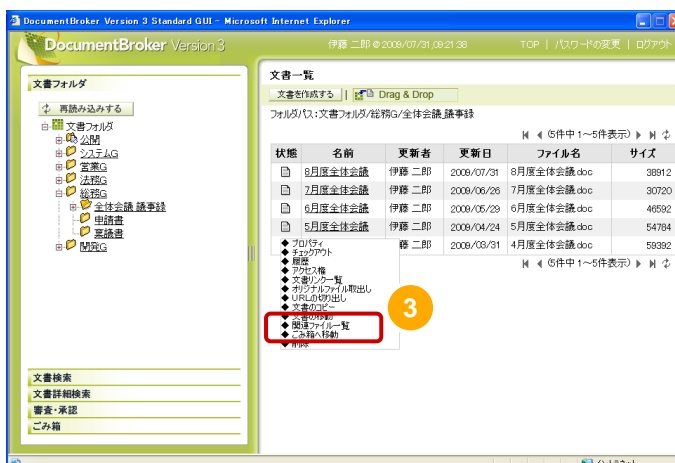 DocumentBroker Version 3 Standard GUI - Microsoft Internet Explorer
DocumentBroker Version 3
伊藤 二郎 @ 2009/07/31,09:21:38
TOP | パスワードの変更 | ログアウト
文書フォルダ
再読み込みする
文書フォルダ
公開
システムG
営業G
法務G
総務G
全体会議 議事録
申請書
稟議書
開発G
文書検索
文書詳細検索
審査・承認
ごみ箱
文書一覧
文書を作成する | Drag & Drop
フォルダパス:文書フォルダ/総務G/全体会議_議事録
(5件中 1~5件表示)
状態 名前 更新者 更新日 ファイル名 サイズ
8月度全体会議 伊藤 二郎 2009/07/31 8月度全体会議.doc 38912
7月度全体会議 伊藤 二郎 2009/06/26 7月度全体会議.doc 30720
6月度全体会議 伊藤 二郎 2009/05/29 6月度全体会議.doc 46592
5月度全体会議 伊藤 二郎 2009/04/24 5月度全体会議.doc 54784
藤 二郎 2009/03/31 4月度全体会議.doc 59392
(5件中 1~5件表示)
◆ プロパティ
◆ チェックアウト
◆ 履歴
◆ アクセス権
◆ 文書リンク一覧
◆ オリジナルファイル取出し
◆ URLの切り出し
◆ 文書のコピー
◆ 文書の移動
◆ 関連ファイル一覧
◆ ごみ箱へ移動
◆ 削除
3